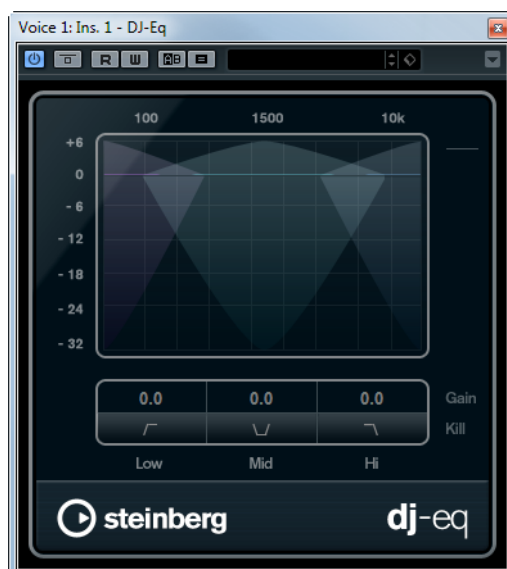 Voice 1: Ins. 1 - DJ-Eq
R W AB
100 1500 10k
+6
0
- 6
- 12
- 18
- 24
- 32
0.0 0.0 0.0 Gain
Kill
Low Mid Hi
steinberg dj-eq